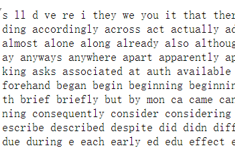 's ll d ve re i they we you it that ther
ding accordingly across act actually ad
almost alone along already also althoug
ay anyways anywhere apart apparently ap
king asks associated at auth available
forehand began begin beginning beginnin
th brief briefly but by mon ca came can
ning consequently consider considering
escribe described despite did didn diff
due during e each early ed edu effect e